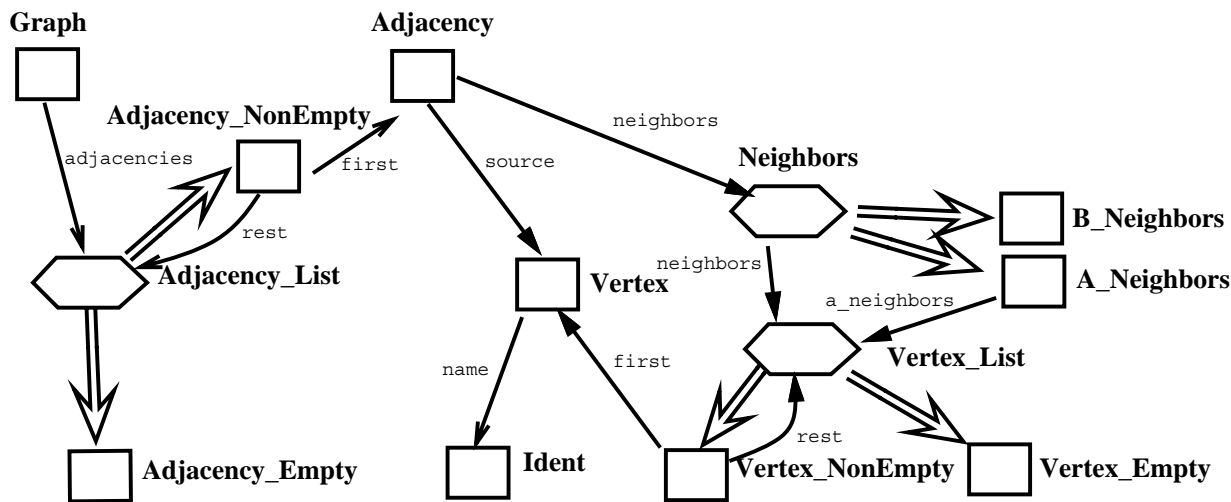 Graph
Adjacency
Adjacency_NonEmpty
neighbors
adjacencies
first
source
Neighbors
B_Neighbors
rest
neighbors
Adjacency_List
Vertex
A_Neighbors
a_neighbors
Vertex_List
name
first
rest
Adjacency_Empty
Ident
Vertex_NonEmpty
Vertex_Empty